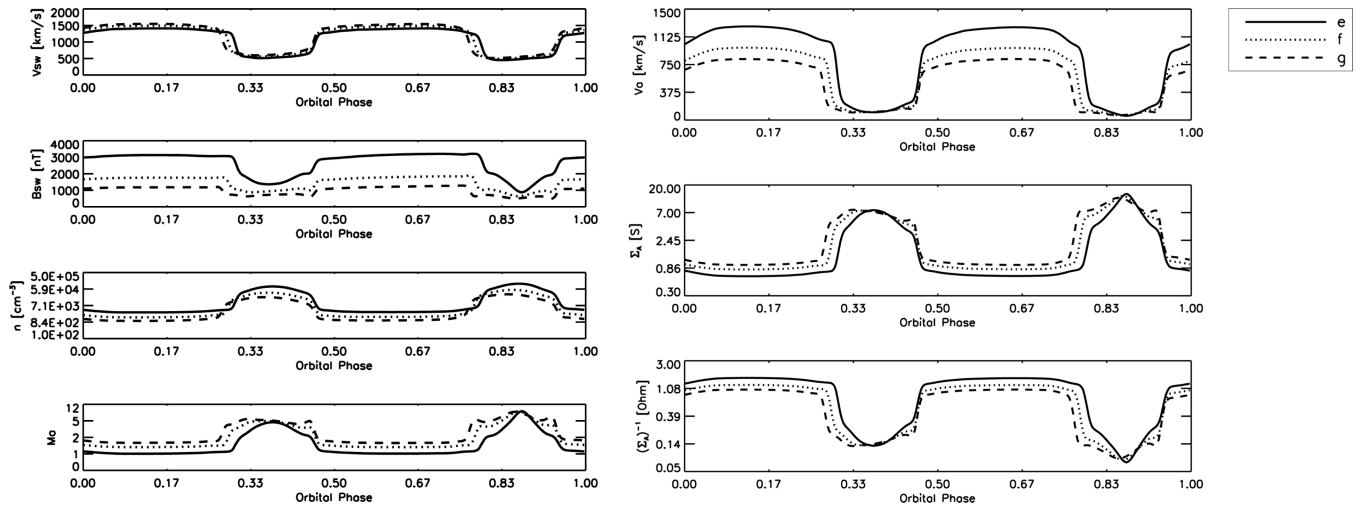 2000
1500
1000
500
0
Vsw [km/s]
0.00 0.17 0.33 0.50 0.67 0.83 1.00
Orbital Phase
4000
3000
2000
1000
0
Bsw [nT]
0.00 0.17 0.33 0.50 0.67 0.83 1.00
Orbital Phase
5.0E+05
5.9E+04
7.1E+03
8.4E+02
1.0E+02
n [cm⁻³]
0.00 0.17 0.33 0.50 0.67 0.83 1.00
Orbital Phase
12
5
2
1
0
Ma
0.00 0.17 0.33 0.50 0.67 0.83 1.00
Orbital Phase
1500
1125
750
375
0
Va [km/s]
0.00 0.17 0.33 0.50 0.67 0.83 1.00
Orbital Phase
20.00
7.00
2.45
0.86
0.30
Σ_A [S]
0.00 0.17 0.33 0.50 0.67 0.83 1.00
Orbital Phase
3.00
1.08
0.39
0.14
0.05
(Σ_A)⁻¹ [Ohm]
0.00 0.17 0.33 0.50 0.67 0.83 1.00
Orbital Phase
e
f
g